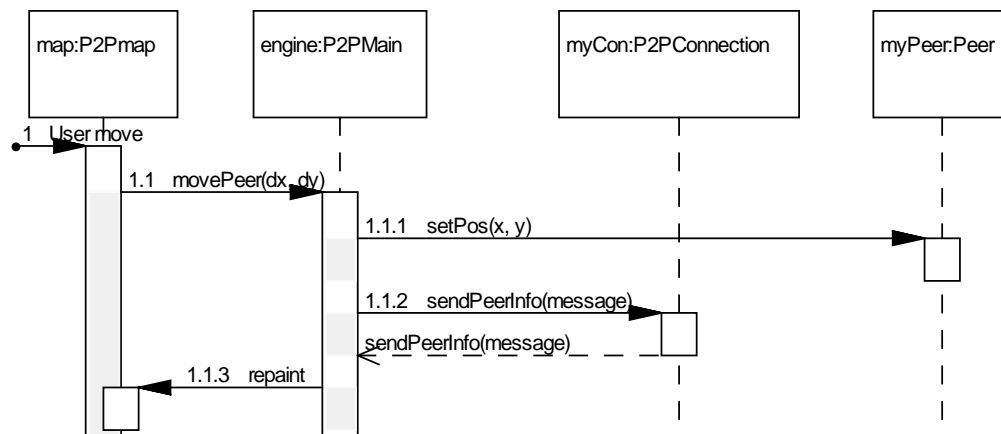 map:P2Pmap
engine:P2PMain
myCon:P2PConnection
myPeer:Peer
1 User move
1.1 movePeer(dx, dy)
1.1.1 setPos(x, y)
1.1.2 sendPeerInfo(message)
sendPeerInfo(message)
1.1.3 repaint